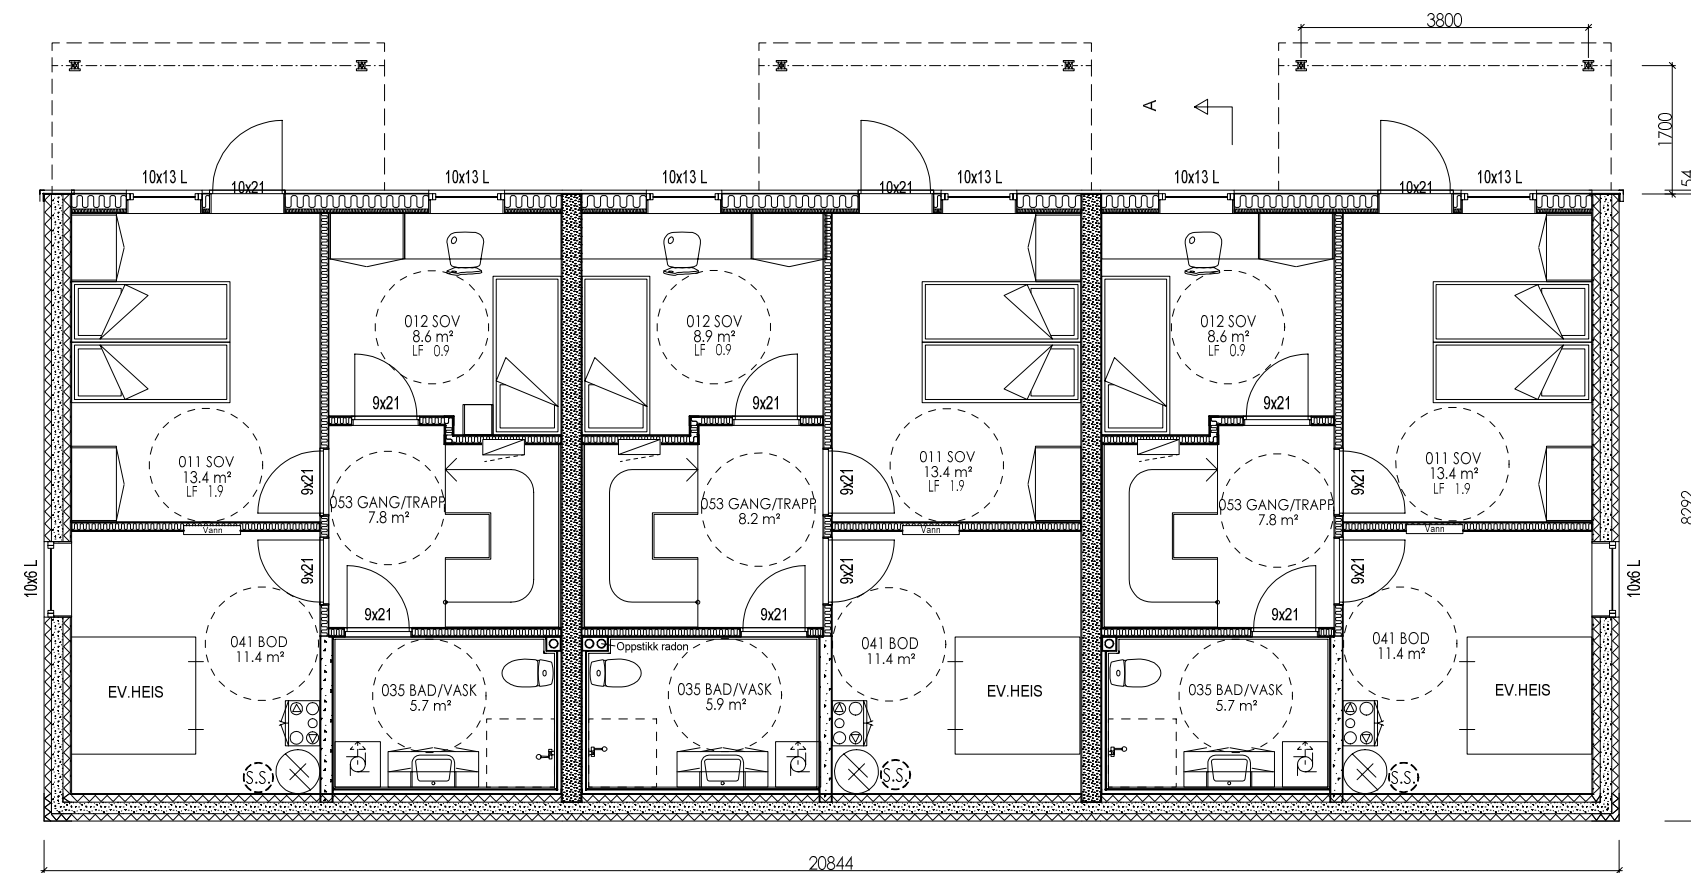 3800
A
1700
54
10x13 L
10x21
10x13 L
10x13 L
10x21
10x13 L
10x13 L
10x21
10x13 L
012 SOV
8.6 m²
LF 0.9
012 SOV
8.9 m²
LF 0.9
012 SOV
8.6 m²
LF 0.9
9x21
9x21
9x21
011 SOV
13.4 m²
LF 1.9
9x21
053 GANG/TRAPP
7.8 m²
053 GANG/TRAPP
8.2 m²
9x21
011 SOV
13.4 m²
LF 1.9
053 GANG/TRAPP
7.8 m²
9x21
011 SOV
13.4 m²
LF 1.9
8292
Vann
Vann
Vann
10x6 L
9x21
9x21
9x21
10x6 L
9x21
9x21
9x21
041 BOD
11.4 m²
Oppstikk radon
041 BOD
11.4 m²
041 BOD
11.4 m²
EV.HEIS
035 BAD/VASK
5.7 m²
035 BAD/VASK
5.9 m²
EV.HEIS
035 BAD/VASK
5.7 m²
EV.HEIS
S.S.
S.S.
S.S.
20844